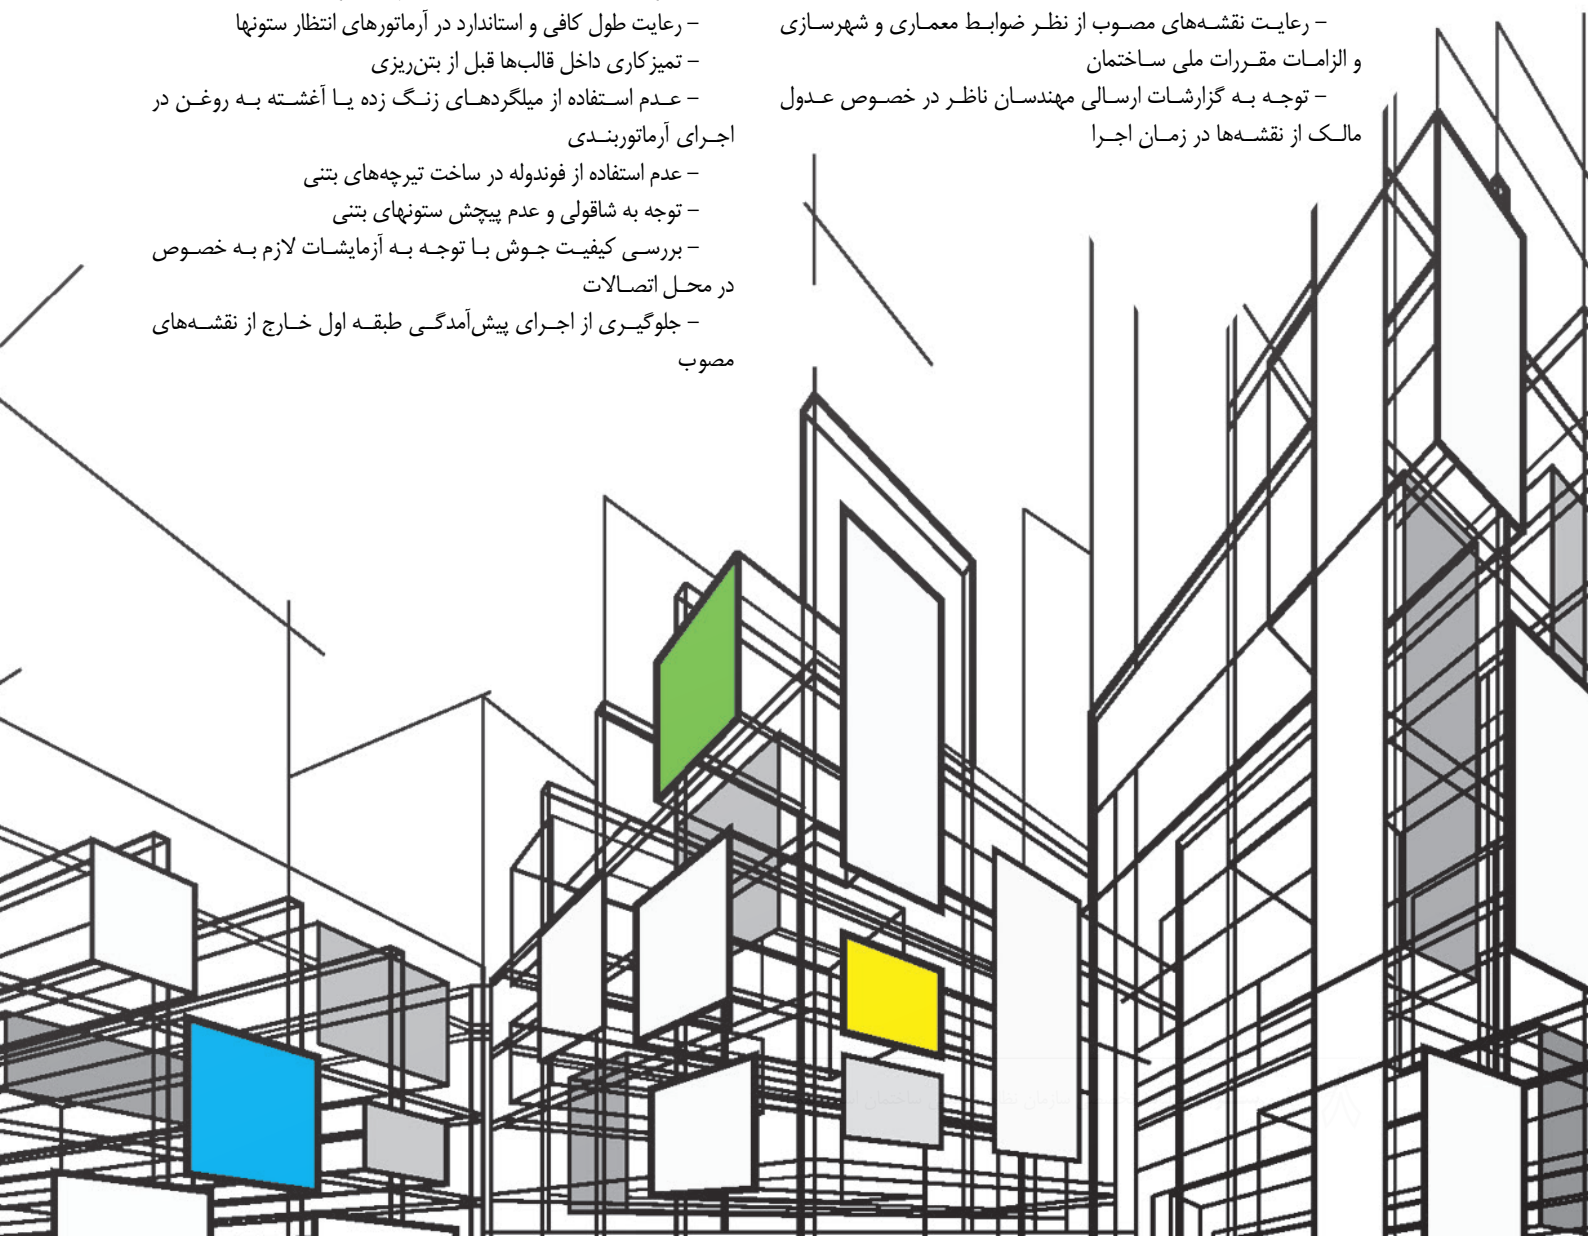 – رعایت نقشه‌های مصوب از نظر ضوابط معماری و شهرسازی
و الزامات مقررات ملی ساختمان
– توجه به گزارشات ارسالی مهندسان ناظر در خصوص عدول
مالک از نقشه‌ها در زمان اجرا
– رعایت طول کافی و استاندارد در آرماتورهای انتظار ستونها
– تمیزکاری داخل قالب‌ها قبل از بتن‌ریزی
– عدم استفاده از میلگردهای زنگ زده یا آغشته به روغن در
اجرای آرماتوربندی
– عدم استفاده از فوندوله در ساخت تیرچه‌های بتنی
– توجه به شاقولی و عدم پیچش ستونهای بتنی
– بررسی کیفیت جوش با توجه به آزمایشات لازم به خصوص
در محل اتصالات
– جلوگیری از اجرای پیش‌آمدگی طبقه اول خارج از نقشه‌های
مصوب
سازمان نظام ساختمان
۸